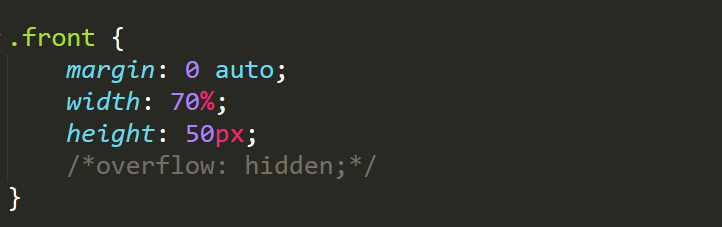 .front {
    margin: 0 auto;
    width: 70%;
    height: 50px;
    /*overflow: hidden;*/
}